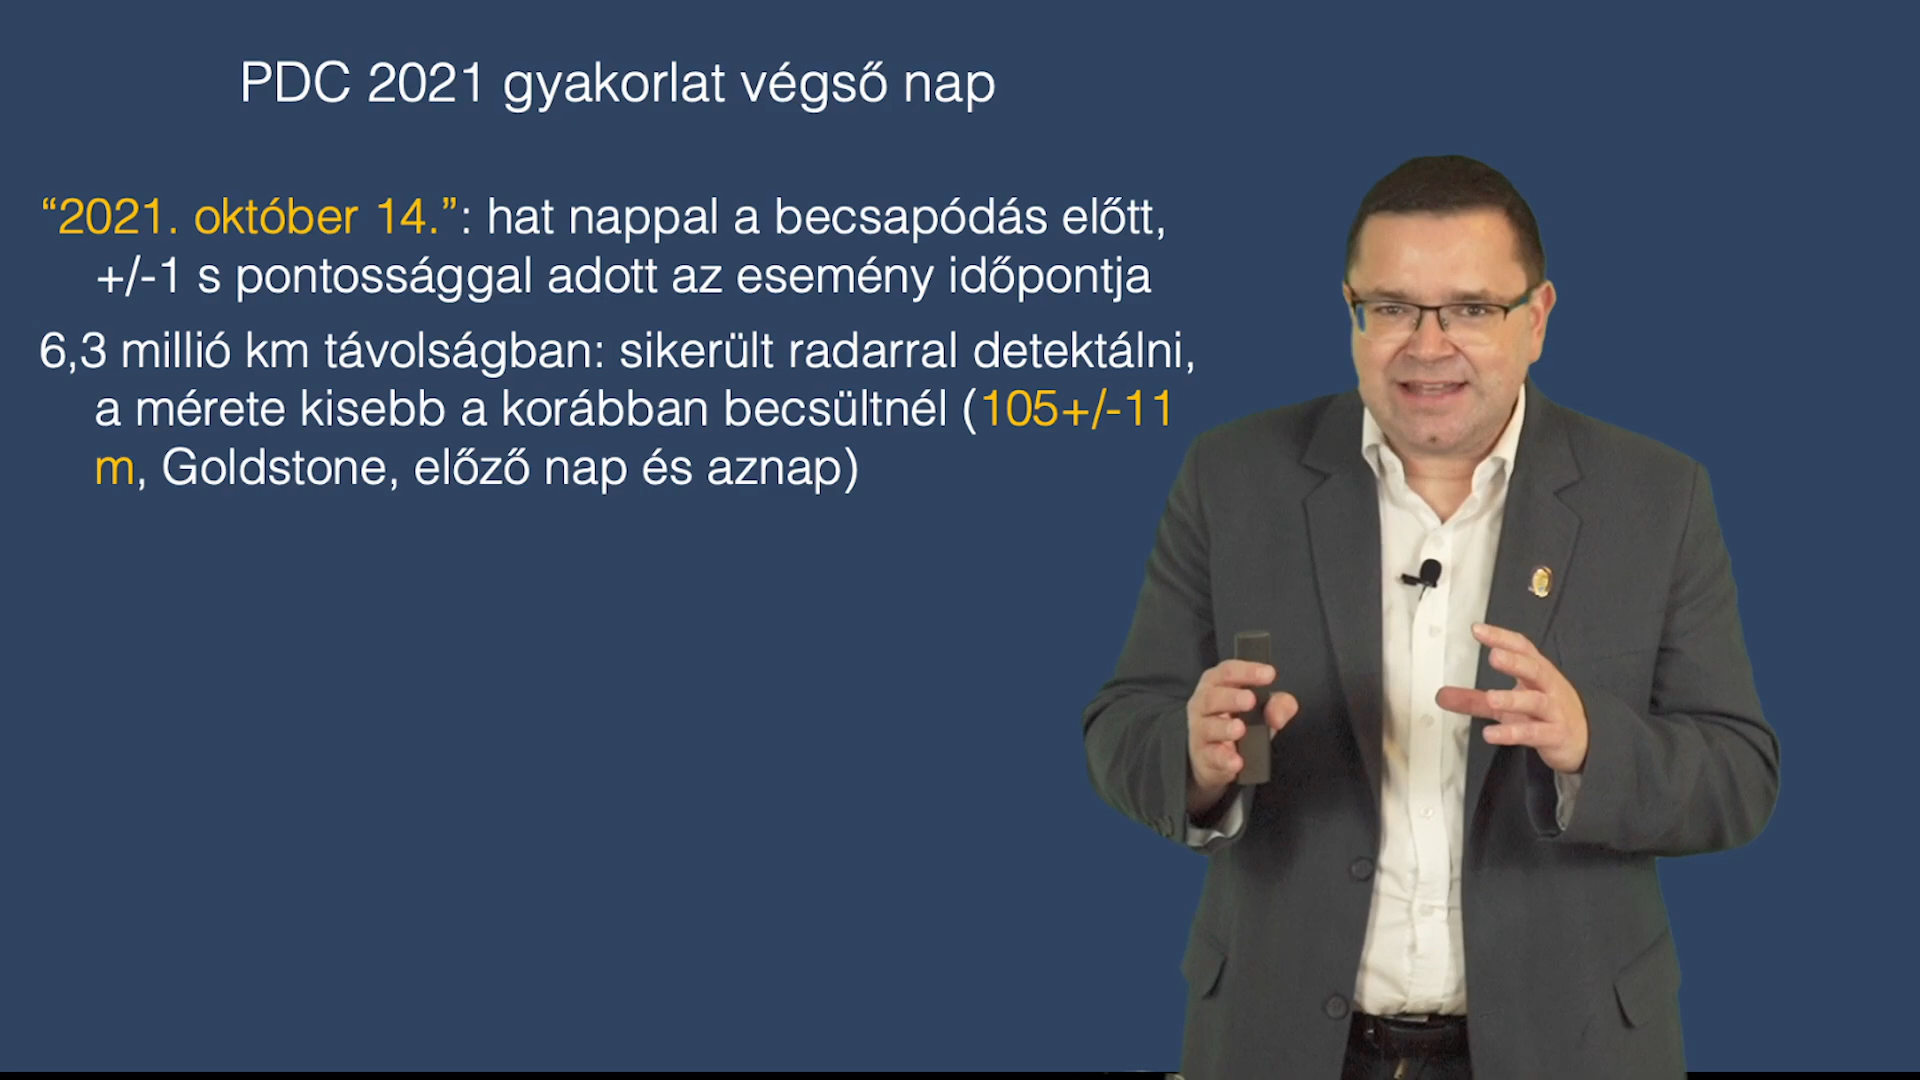 PDC 2021 gyakorlat végső nap
“2021. október 14.”: hat nappal a becsapódás előtt,
+/-1 s pontossággal adott az esemény időpontja
6,3 millió km távolságban: sikerült radarral detektálni,
a mérete kisebb a korábban becsültnél (105+/-11
m, Goldstone, előző nap és aznap)